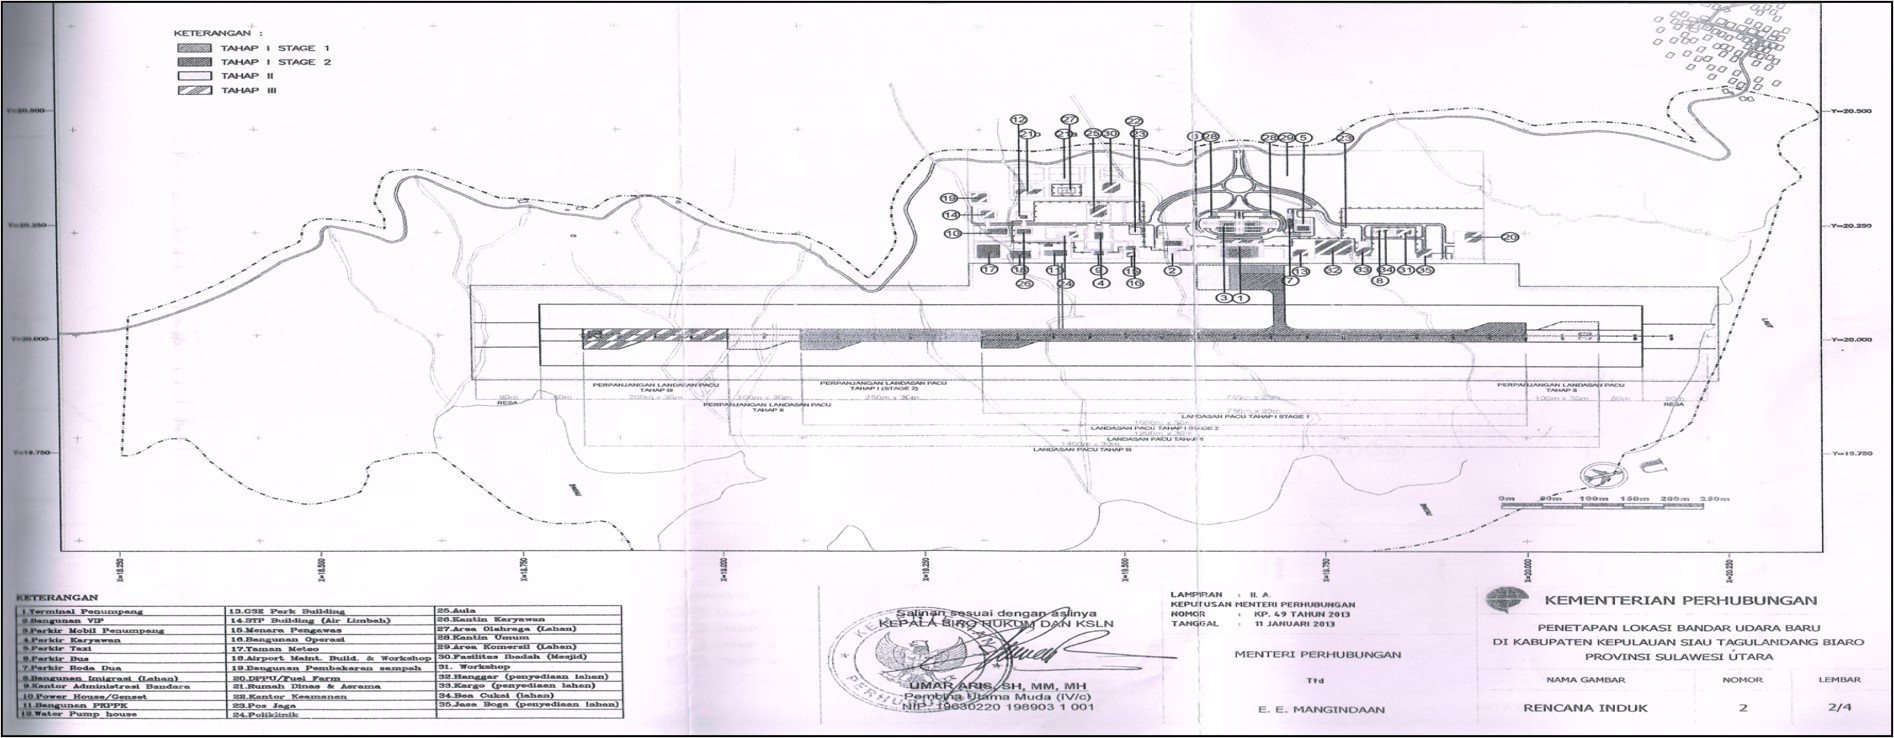 KETERANGAN :
TAHAP I STAGE 1
TAHAP I STAGE 2
TAHAP II
TAHAP III
Y=20.500
Y=20.250
Y=20.000
Y=19.750
Y=20.500
Y=20.250
Y=20.000
Y=19.750
12 27 22
21b 21a 25 30 23 28 28 29 5 23
19
14
10
20
17 18 11 9 15 2 13 32 33 34 31 35
26 24 4 16 7 8
3 1
PERPANJANGAN LANDASAN PACU
TAHAP III
PERPANJANGAN LANDASAN PACU
TAHAP I (STAGE 2)
PERPANJANGAN LANDASAN PACU
TAHAP II
RESA
200m x 30m
100m x 30m
250m x 30m
100m x 30m
60m
RESA
PERPANJANGAN LANDASAN PACU
TAHAP II
LANDASAN PACU TAHAP I STAGE 1
LANDASAN PACU TAHAP I STAGE 2
LANDASAN PACU TAHAP II
1400m x 30m
LANDASAN PACU TAHAP III
LAUT
U
0m 50m 100m 150m 200m 250m
X=18.250
X=18.500
X=18.750
X=19.000
X=19.500
X=20.000
KETERANGAN
1.Terminal Penumpang
2.Bangunan VIP
3.Parkir Mobil Penumpang
4.Parkir Karyawan
5.Parkir Taxi
6.Parkir Bus
7.Parkir Roda Dua
8.Bangunan Imigrasi (Lahan)
9.Kantor Administrasi Bandara
10.Power House/Genset
11.Bangunan PKPPK
12.Water Pump house
13.GSE Park Building
14.STP Building (Air Limbah)
15.Menara Pengawas
16.Bangunan Operasi
17.Taman Meteo
18.Airport Maint. Build. & Workshop
19.Bangunan Pembakaran sampah
20.DPPU/Fuel Farm
21.Rumah Dinas & Asrama
22.Kantor Keamanan
23.Pos Jaga
24.Poliklinik
25.Aula
26.Kantin Karyawan
27.Area Olahraga (Lahan)
28.Kantin Umum
29.Area Komersil (Lahan)
30.Fasilitas Ibadah (Mesjid)
31. Workshop
32.Hanggar (penyediaan lahan)
33.Kargo (penyediaan lahan)
34.Bea Cukai (lahan)
35.Jasa Boga (penyediaan lahan)
Salinan sesuai dengan aslinya
KEPALA BIRO HUKUM DAN KSLN
UMAR ARIS, SH, MM, MH
Pembina Utama Muda (IV/c)
NIP. 19630220 198903 1 001
LAMPIRAN : II. A.
KEPUTUSAN MENTERI PERHUBUNGAN
NOMOR : KP. 49 TAHUN 2013
TANGGAL : 11 JANUARI 2013
MENTERI PERHUBUNGAN
Ttd
E. E. MANGINDAAN
KEMENTERIAN PERHUBUNGAN
PENETAPAN LOKASI BANDAR UDARA BARU
DI KABUPATEN KEPULAUAN SIAU TAGULANDANG BIARO
PROVINSI SULAWESI UTARA
NAMA GAMBAR NOMOR LEMBAR
RENCANA INDUK 2 2/4